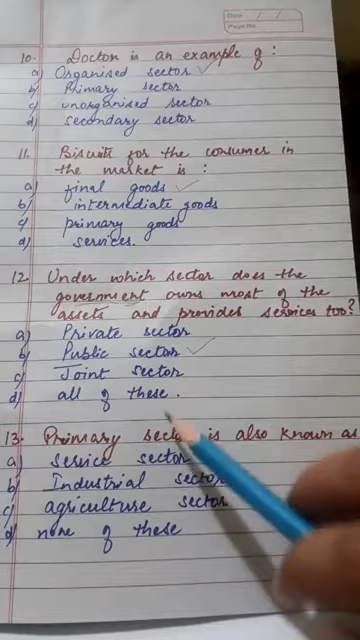 Date / /
Page No.
10. Doctor is an example of :
a) Organised sector ✓
b) Primary sector
c) unorganised sector
d) secondary sector
11. Biscuits for the consumer in
the market is :
a) final goods ✓
b) intermediate goods
c) primary goods
d) services.
12. Under which sector does the
government owns most of the
assets and provides services too?
a) Private sector
b) Public sector ✓
c) Joint sector
d) all of these.
13. Primary sector is also known as
a) service sector
b) Industrial sector
c) agriculture sector
d) none of these